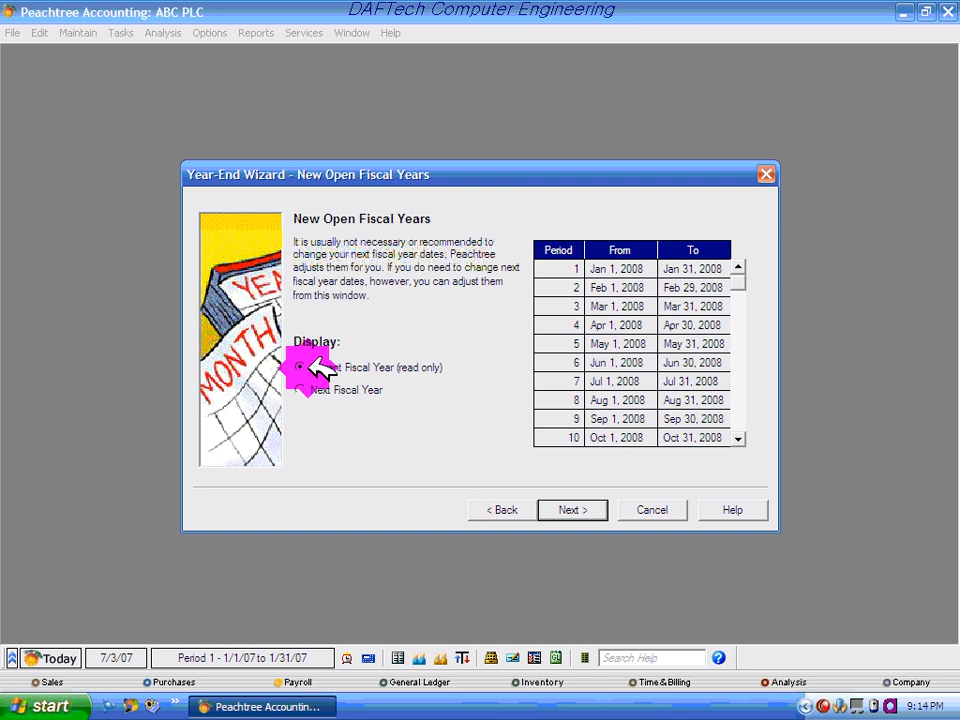 Peachtree Accounting: ABC PLC
DAFTech Computer Engineering
File Edit Maintain Tasks Analysis Options Reports Services Window Help
Year-End Wizard - New Open Fiscal Years
New Open Fiscal Years
It is usually not necessary or recommended to
change your next fiscal year dates; Peachtree
adjusts them for you. If you do need to change next
fiscal year dates, however, you can adjust them
from this window.
Display:
Fiscal Year (read only)
Next Fiscal Year
YEA
MONTH
Period From To
1 Jan 1, 2008 Jan 31, 2008
2 Feb 1, 2008 Feb 29, 2008
3 Mar 1, 2008 Mar 31, 2008
4 Apr 1, 2008 Apr 30, 2008
5 May 1, 2008 May 31, 2008
6 Jun 1, 2008 Jun 30, 2008
7 Jul 1, 2008 Jul 31, 2008
8 Aug 1, 2008 Aug 31, 2008
9 Sep 1, 2008 Sep 30, 2008
10 Oct 1, 2008 Oct 31, 2008
< Back Next > Cancel Help
Today 7/3/07 Period 1 - 1/1/07 to 1/31/07 Search Help
Sales Purchases Payroll General Ledger Inventory Time & Billing Analysis Company
start Peachtree Accountin... 9:14 PM